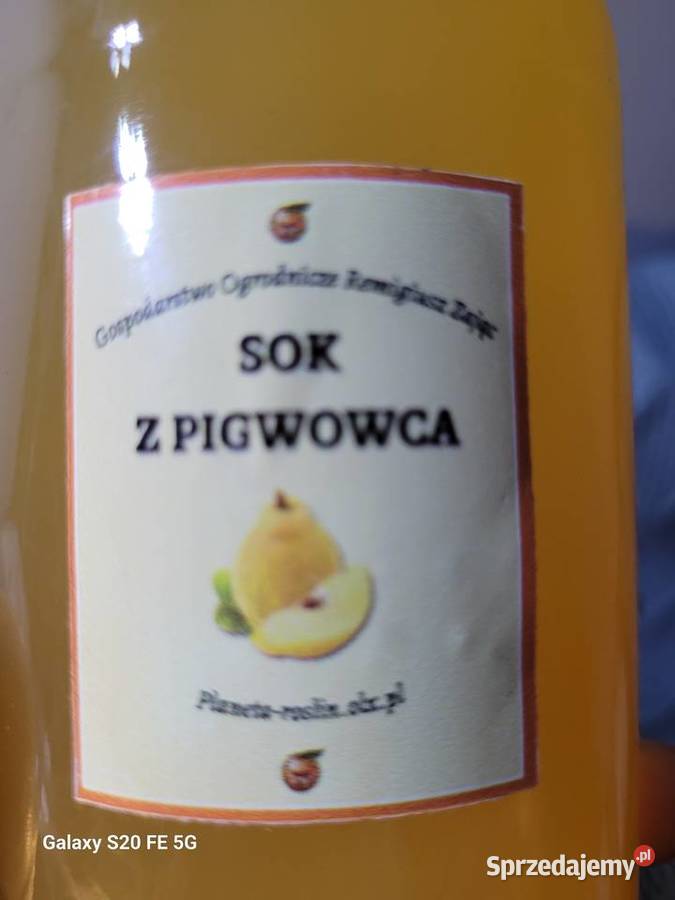 Gospodarstwo Ogrodnicze Remigiusz Zając
SOK
Z PIGWOWCA
Planeta-roslin.olx.pl
Galaxy S20 FE 5G
Sprzedajemy.pl